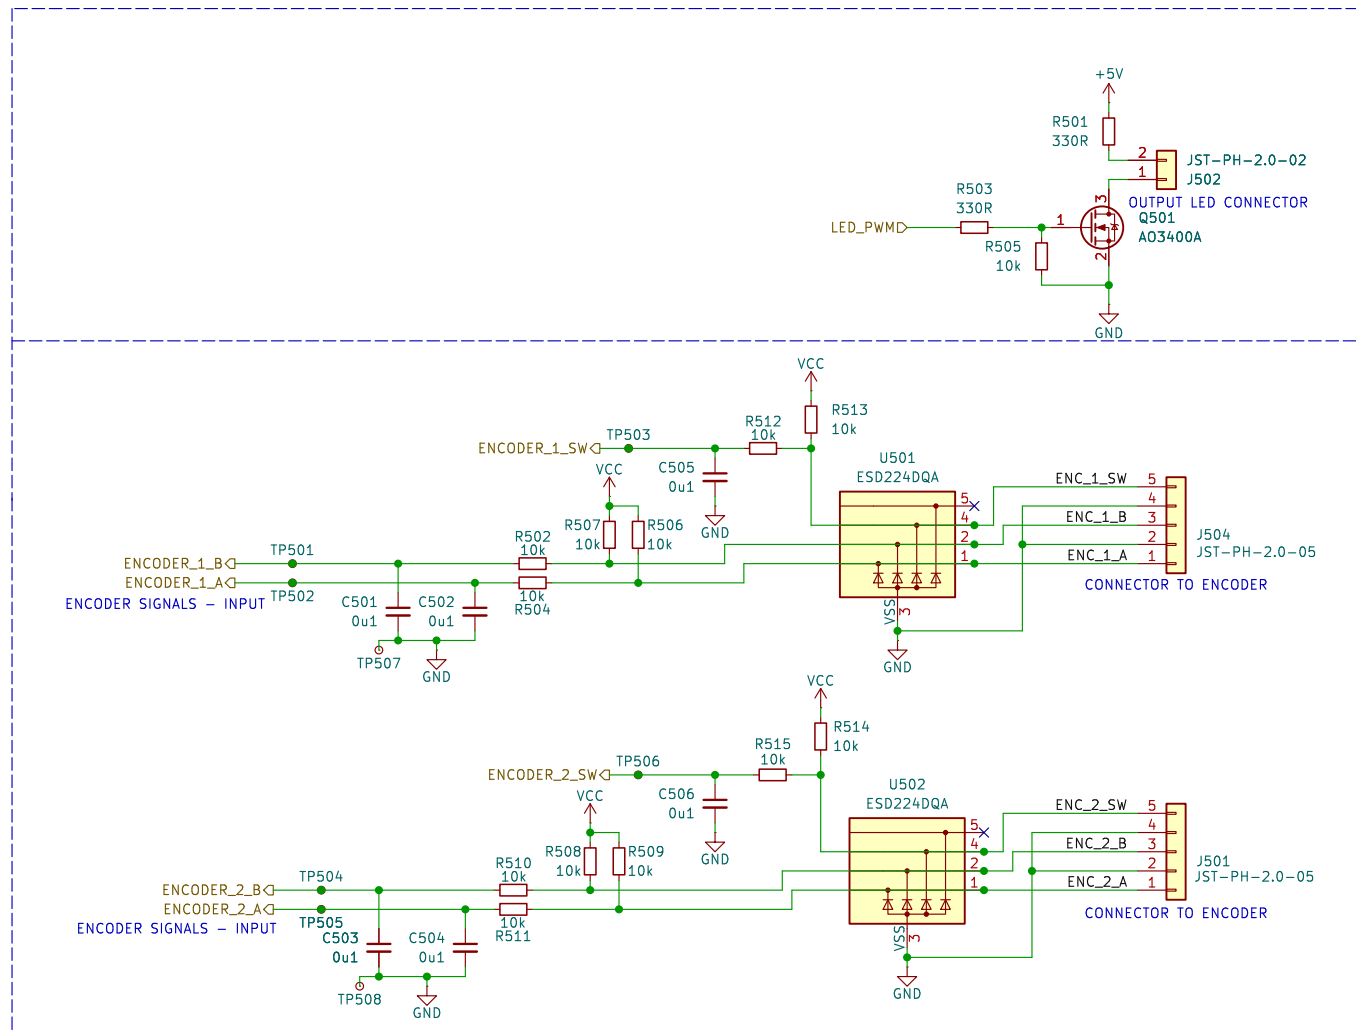 +5V
R501
330R
2
1
JST-PH-2.0-02
J502
OUTPUT LED CONNECTOR
R503
330R
LED_PWM
1
3
Q501
AO3400A
R505
10k
2
GND
VCC
R513
10k
R512
10k
TP503
ENCODER_1_SW
C505
0u1
GND
VCC
R507
10k
R506
10k
R502
10k
TP501
ENCODER_1_B
ENCODER_1_A
TP502
ENCODER SIGNALS - INPUT
10k
R504
C501
0u1
C502
0u1
TP507
GND
U501
ESD224DQA
5
4
2
1
VSS
3
GND
ENC_1_SW
ENC_1_B
ENC_1_A
5
4
3
2
1
J504
JST-PH-2.0-05
CONNECTOR TO ENCODER
VCC
R514
10k
R515
10k
TP506
ENCODER_2_SW
C506
0u1
GND
VCC
R508
10k
R509
10k
R510
10k
TP504
ENCODER_2_B
ENCODER_2_A
TP505
ENCODER SIGNALS - INPUT
10k
R511
C503
0u1
C504
0u1
TP508
GND
U502
ESD224DQA
5
4
2
1
VSS
3
GND
ENC_2_SW
ENC_2_B
ENC_2_A
5
4
3
2
1
J501
JST-PH-2.0-05
CONNECTOR TO ENCODER